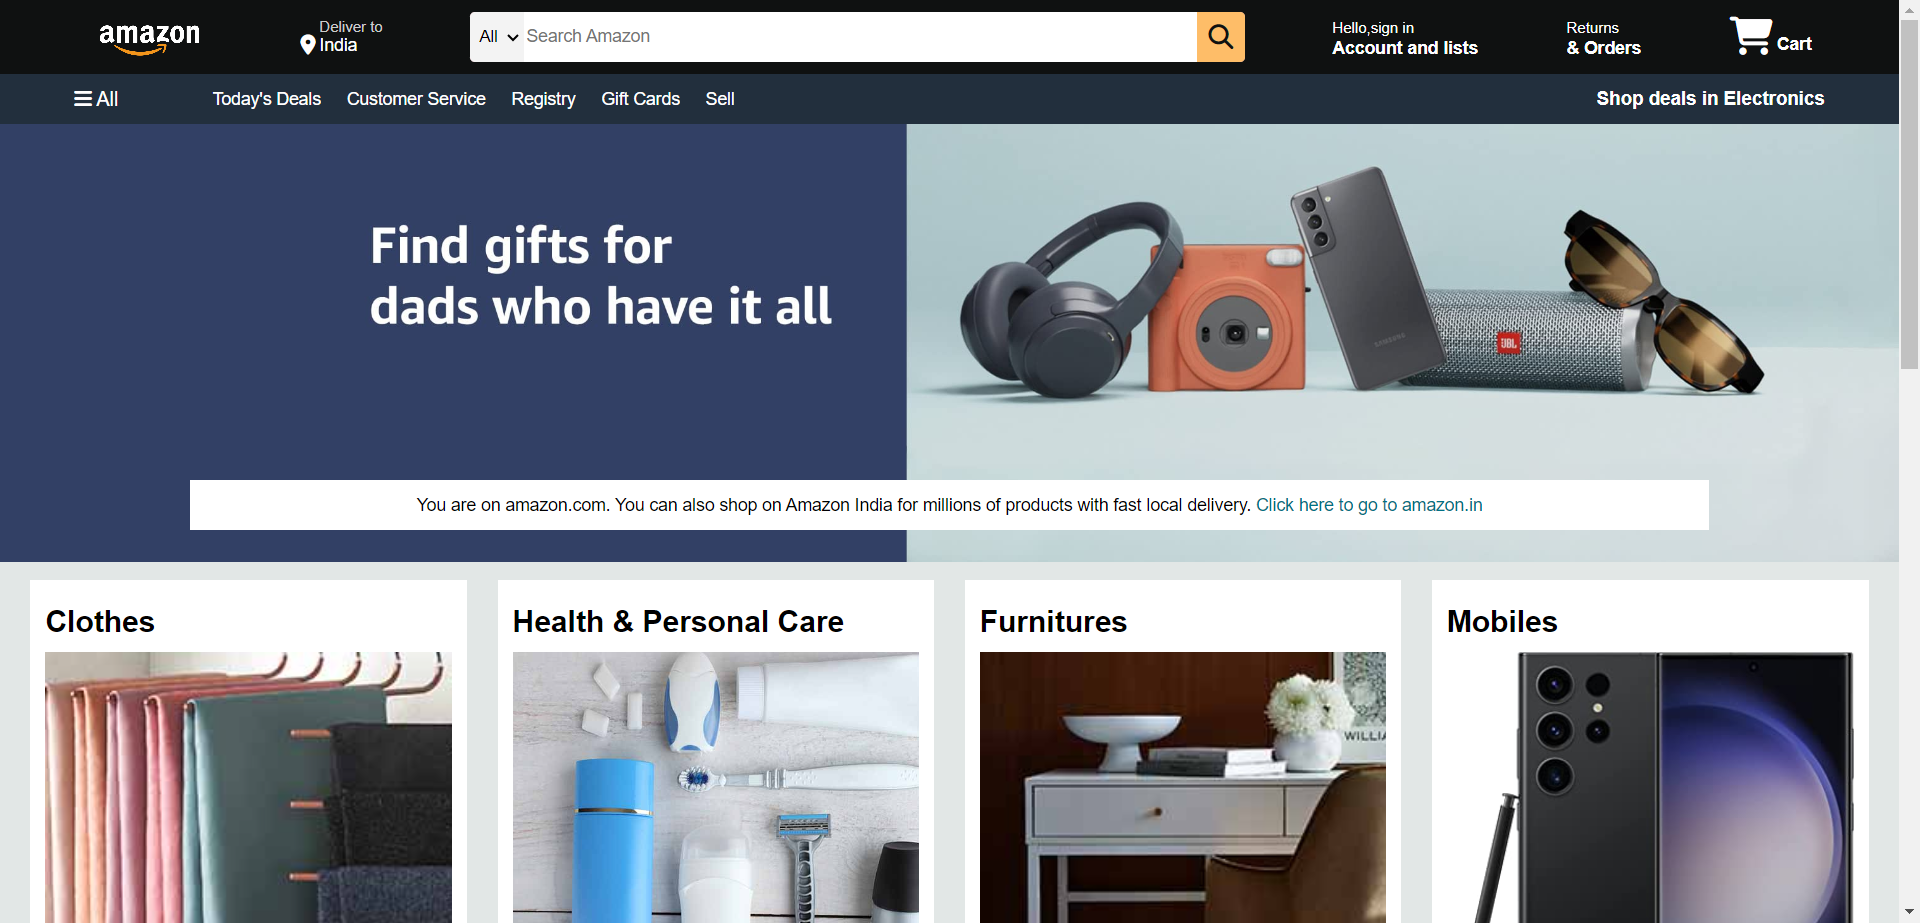 amazon
Deliver to
India
All
Search Amazon
Hello,sign in
Account and lists
Returns
& Orders
Cart
All
Today's Deals
Customer Service
Registry
Gift Cards
Sell
Shop deals in Electronics
Find gifts for
dads who have it all
SAMSUNG
JBL
You are on amazon.com. You can also shop on Amazon India for millions of products with fast local delivery. Click here to go to amazon.in
Clothes
Health & Personal Care
Furnitures
Mobiles
WILLIA